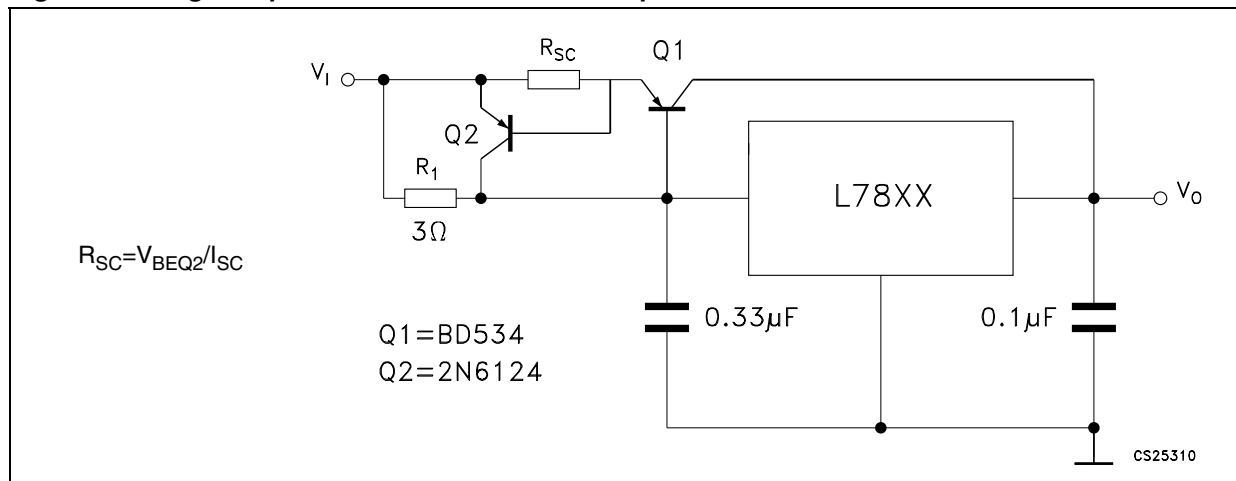 R_SC
Q1
V_I
Q2
R_1
3Ω
L78XX
V_O
R_SC=V_BEQ2/I_SC
0.33µF
0.1µF
Q1=BD534
Q2=2N6124
CS25310